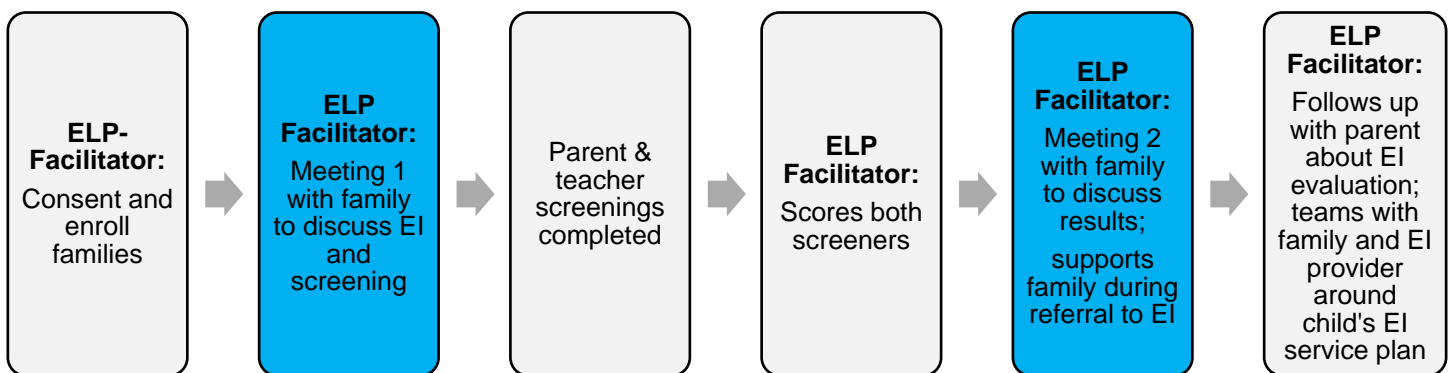 ELP-
Facilitator:
Consent and
enroll
families
ELP
Facilitator:
Meeting 1
with family
to discuss EI
and
screening
Parent &
teacher
screenings
completed
ELP
Facilitator:
Scores both
screeners
ELP
Facilitator:
Meeting 2
with family
to discuss
results;
supports
family during
referral to EI
ELP
Facilitator:
Follows up
with parent
about EI
evaluation;
teams with
family and EI
provider
around
child's EI
service plan